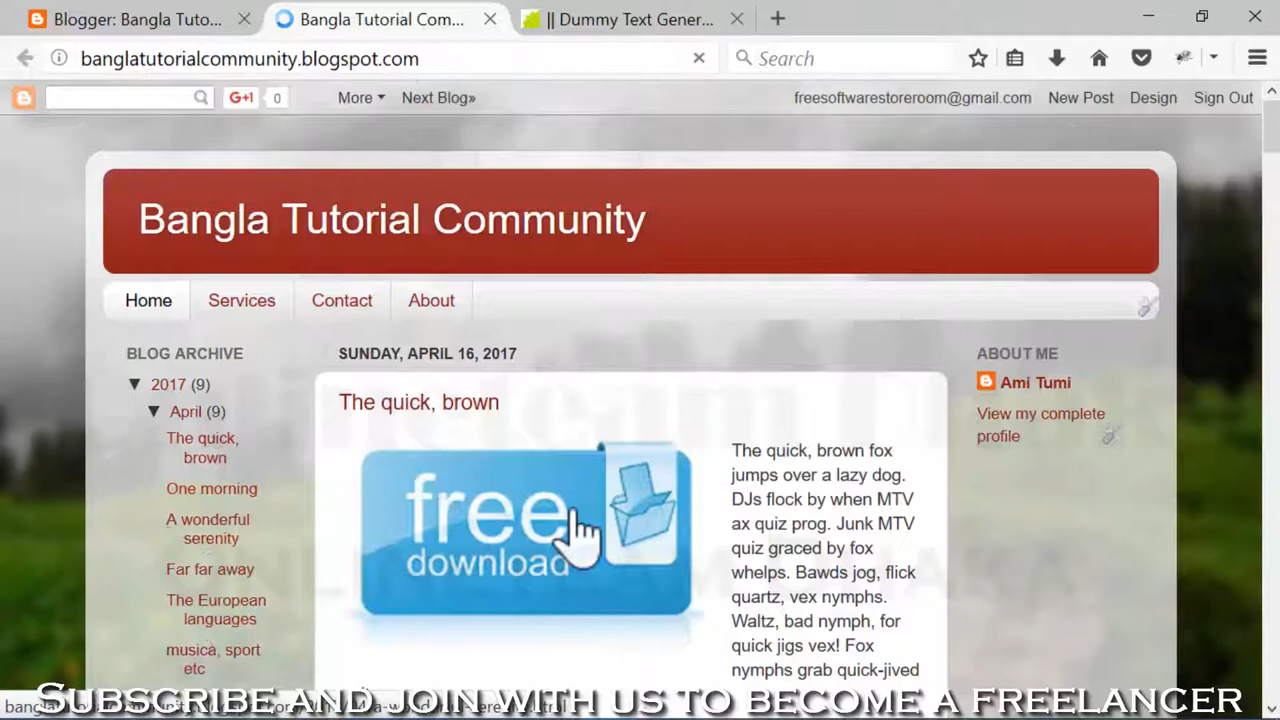 Blogger: Bangla Tuto...
Bangla Tutorial Com...
|| Dummy Text Gener...
banglatutorialcommunity.blogspot.com
Search
G+1
0
More
Next Blog»
freesoftwarestoreroom@gmail.com
New Post
Design
Sign Out
Bangla Tutorial Community
Home
Services
Contact
About
BLOG ARCHIVE
▼ 2017 (9)
▼ April (9)
The quick,
brown
One morning
A wonderful
serenity
Far far away
The European
languages
musica, sport
etc
SUNDAY, APRIL 16, 2017
The quick, brown
free
download
The quick, brown fox
jumps over a lazy dog.
DJs flock by when MTV
ax quiz prog. Junk MTV
quiz graced by fox
whelps. Bawds jog, flick
quartz, vex nymphs.
Waltz, bad nymph, for
quick jigs vex! Fox
nymphs grab quick-jived
ABOUT ME
Ami Tumi
View my complete
profile
SUBSCRIBE AND JOIN WITH US TO BECOME A FREELANCER